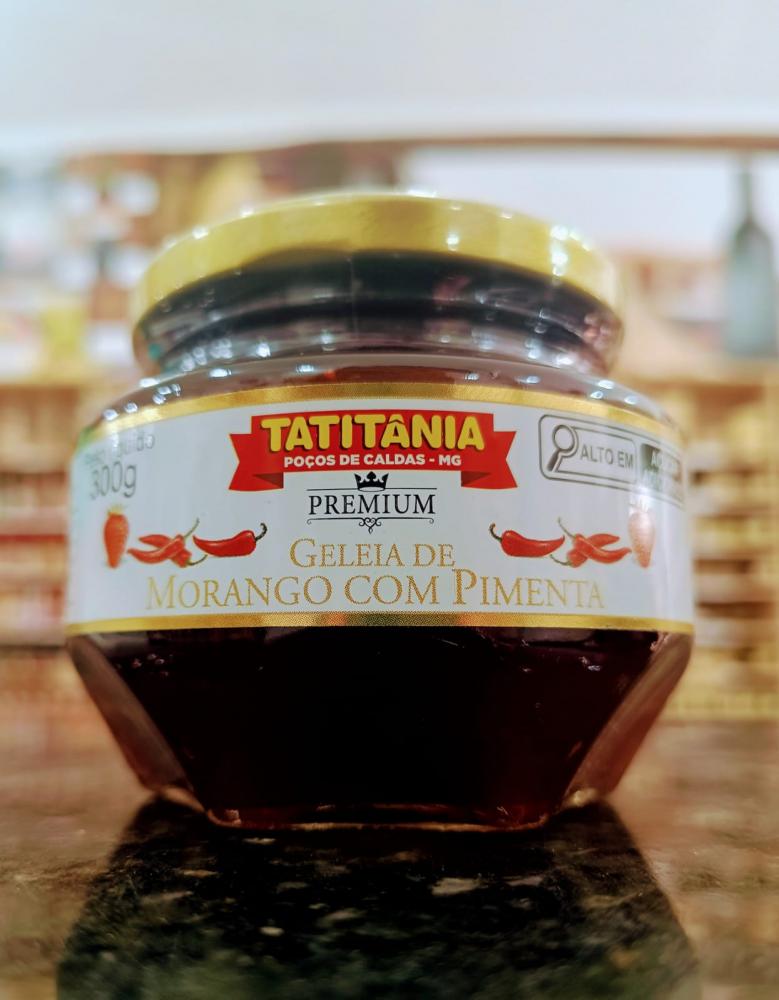 TATITÂNIA
POÇOS DE CALDAS - MG
PREMIUM
GELEIA DE
MORANGO COM PIMENTA
300g
ALTO EM